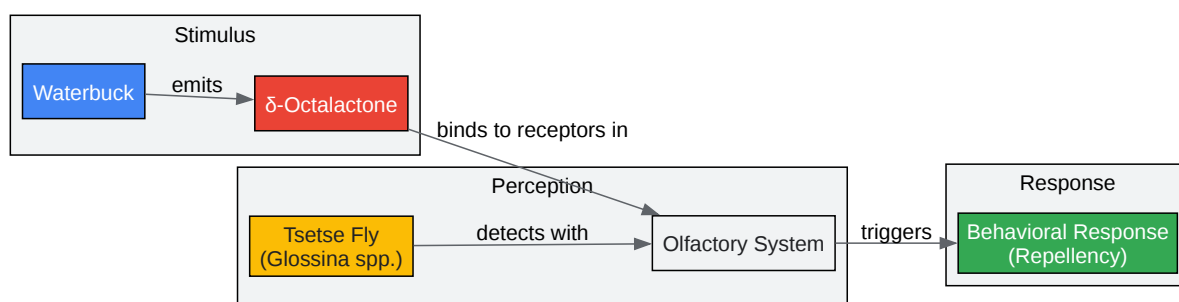 Stimulus
Waterbuck
emits
δ-Octalactone
binds to receptors in
Perception
Tsetse Fly
(Glossina spp.)
detects with
Olfactory System
triggers
Response
Behavioral Response
(Repellency)